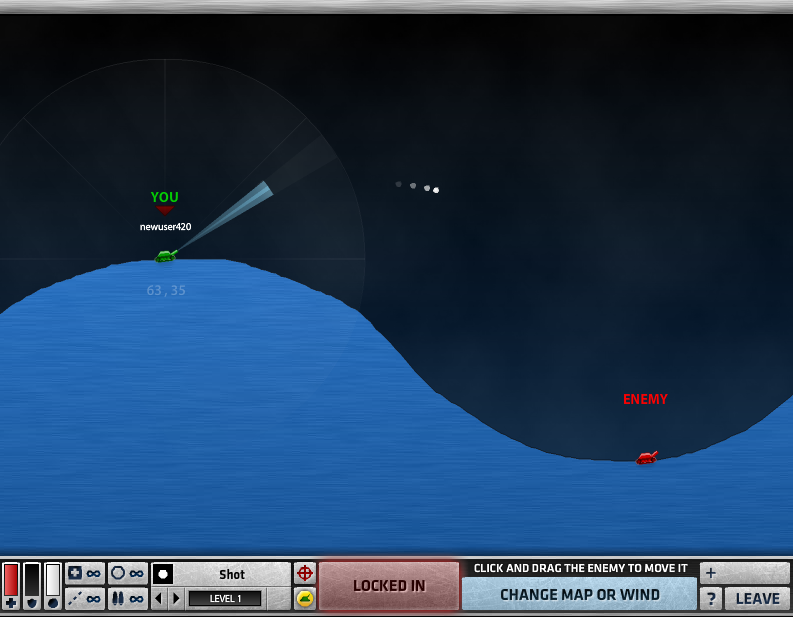 YOU
newuser420
63,35
ENEMY
CLICK AND DRAG THE ENEMY TO MOVE IT
+
∞ ∞ Shot
LOCKED IN
CHANGE MAP OR WIND
∞ ∞ LEVEL 1
? LEAVE